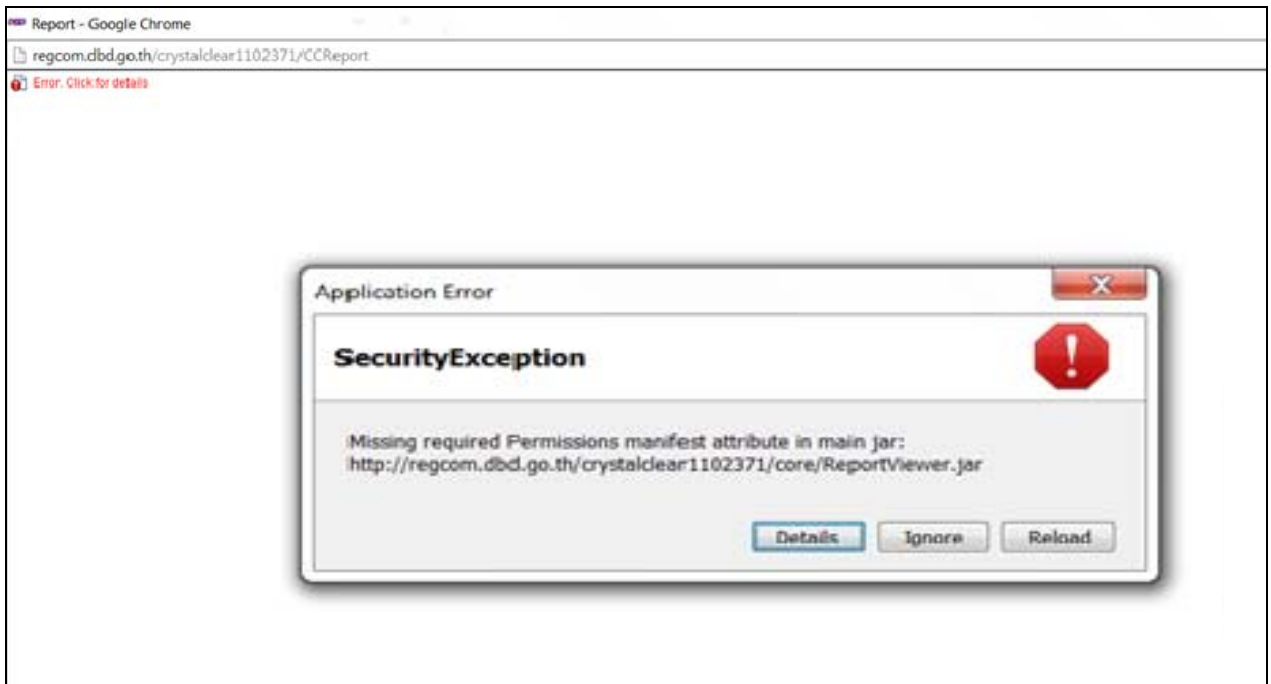 Report - Google Chrome
regcom.dbd.go.th/crystalclear1102371/CCReport
Error. Click for details
Application Error
SecurityException
Missing required Permissions manifest attribute in main jar:
http://regcom.dbd.go.th/crystalclear1102371/core/ReportViewer.jar
Details
Ignore
Reload